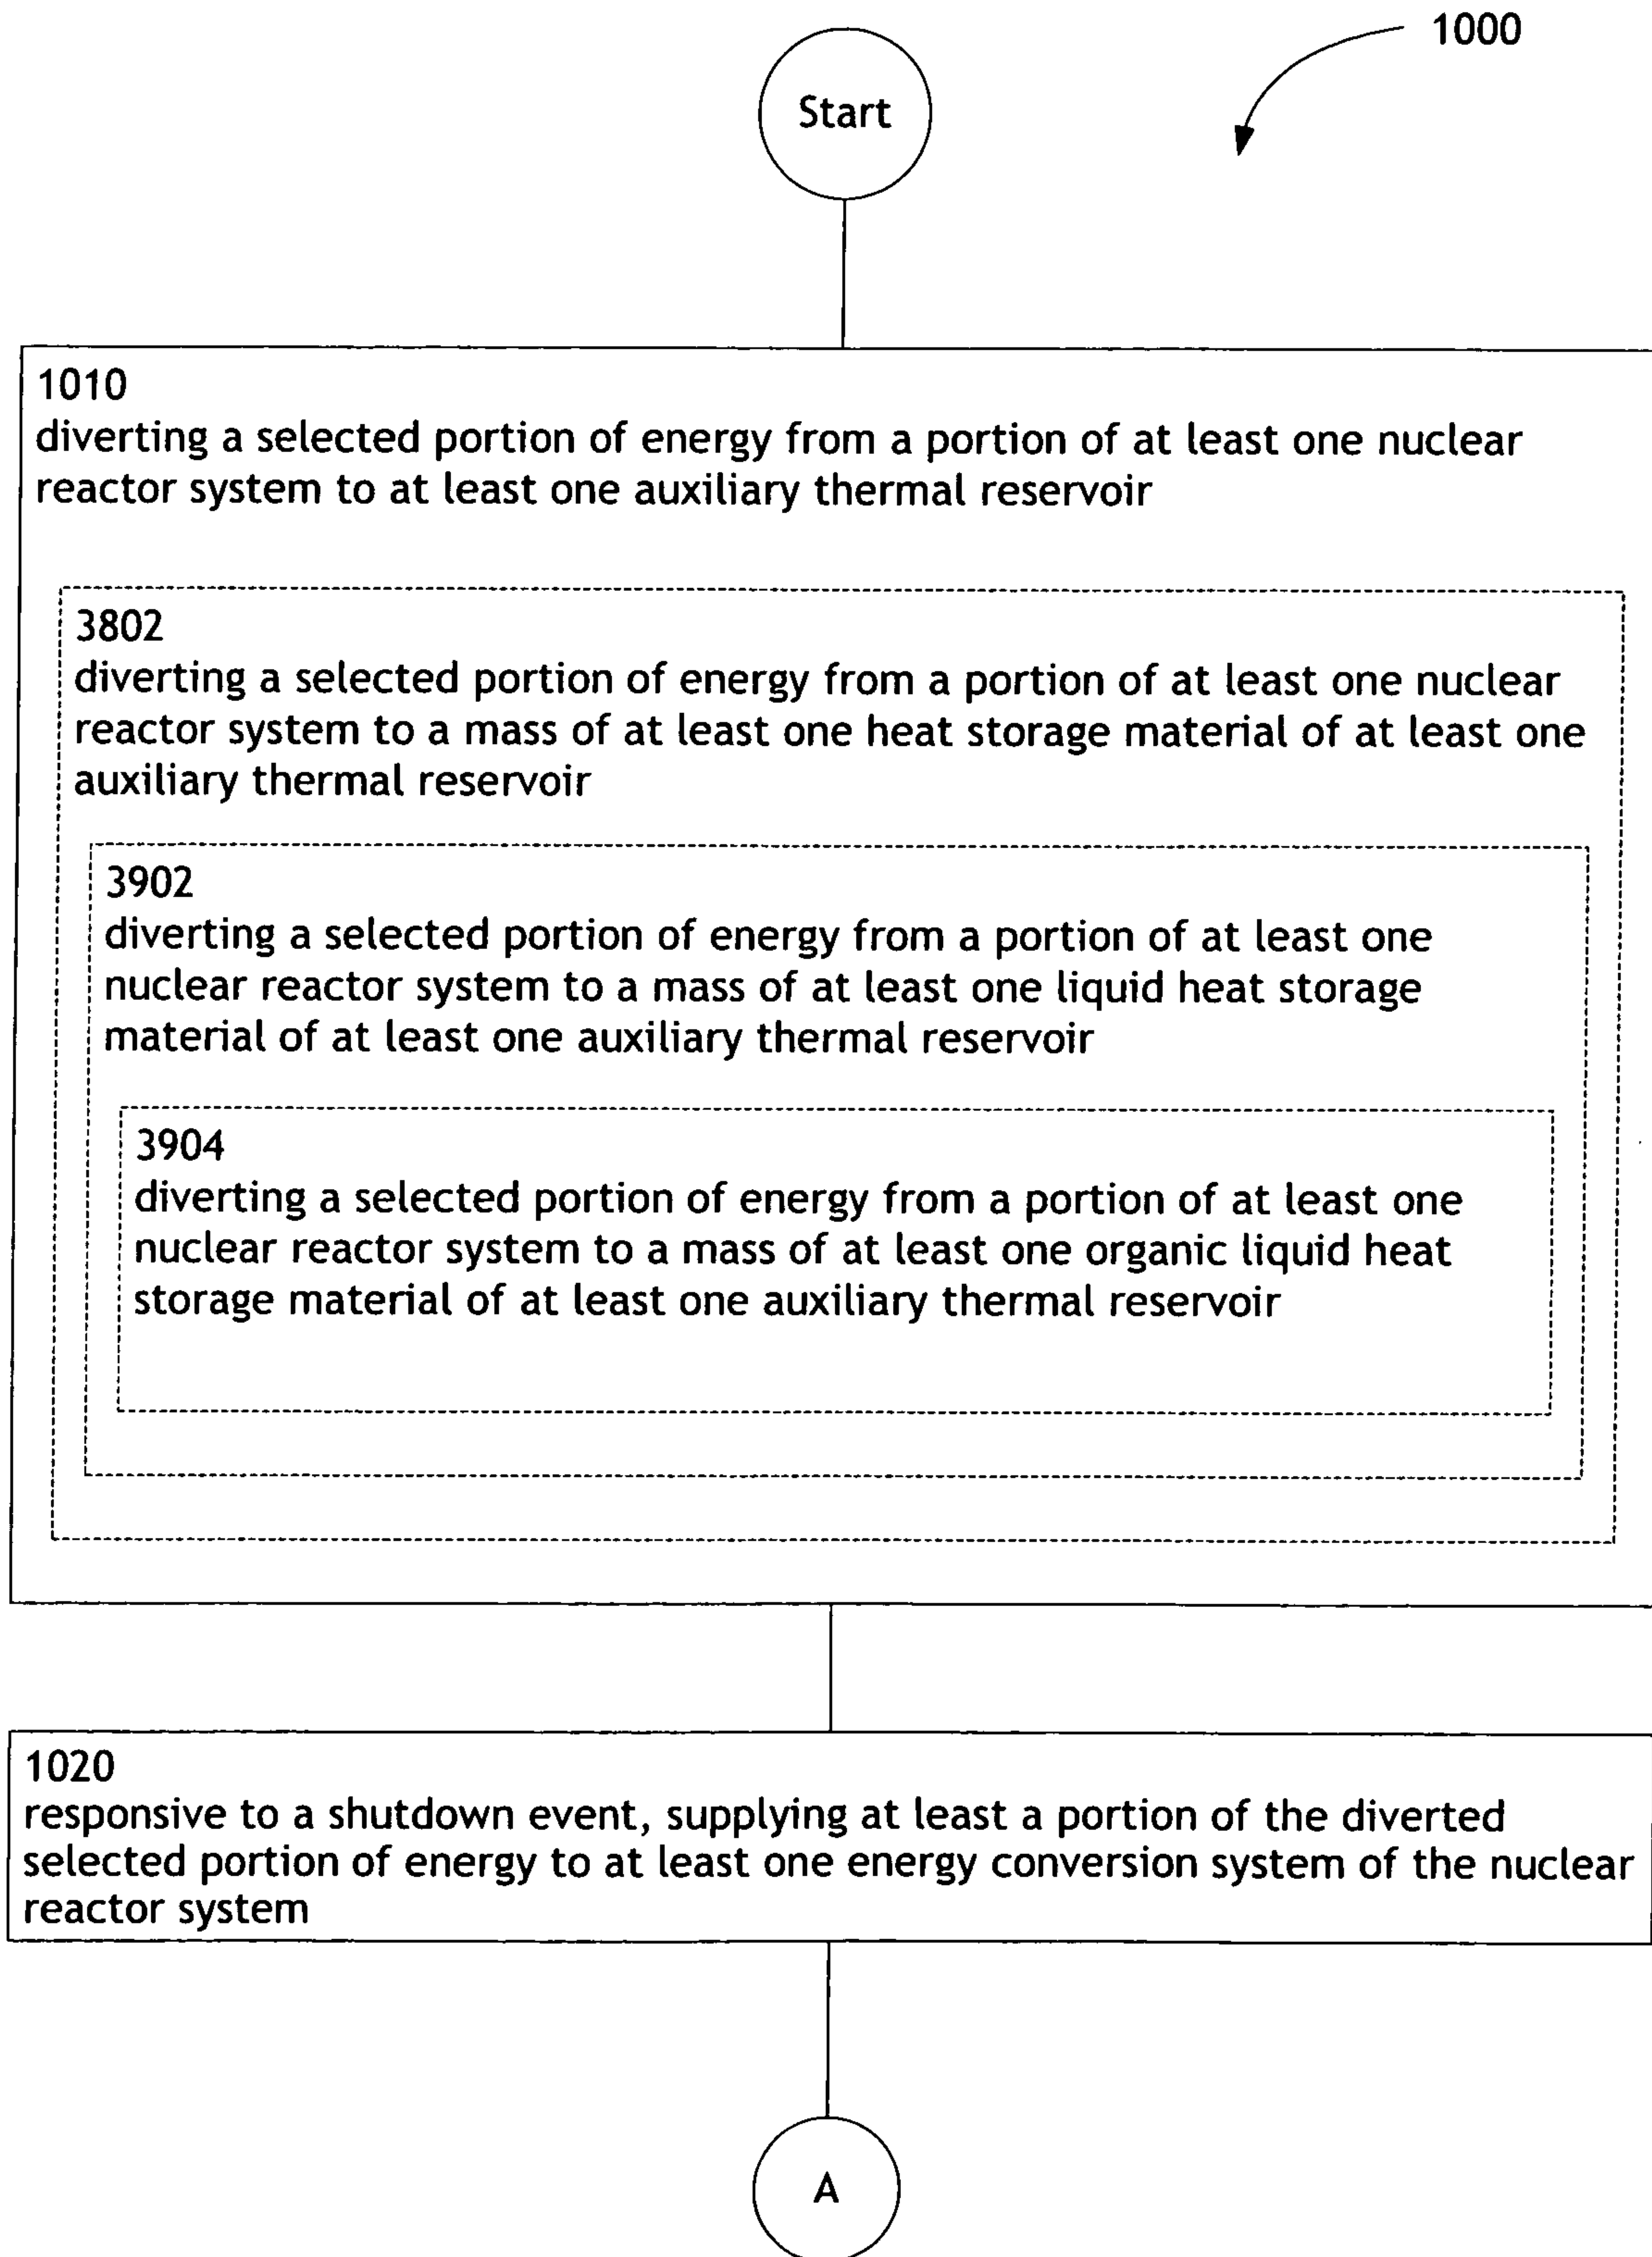 1000
Start
1010
diverting a selected portion of energy from a portion of at least one nuclear
reactor system to at least one auxiliary thermal reservoir
3802
diverting a selected portion of energy from a portion of at least one nuclear
reactor system to a mass of at least one heat storage material of at least one
auxiliary thermal reservoir
3902
diverting a selected portion of energy from a portion of at least one
nuclear reactor system to a mass of at least one liquid heat storage
material of at least one auxiliary thermal reservoir
3904
diverting a selected portion of energy from a portion of at least one
nuclear reactor system to a mass of at least one organic liquid heat
storage material of at least one auxiliary thermal reservoir
1020
responsive to a shutdown event, supplying at least a portion of the diverted
selected portion of energy to at least one energy conversion system of the nuclear
reactor system
A